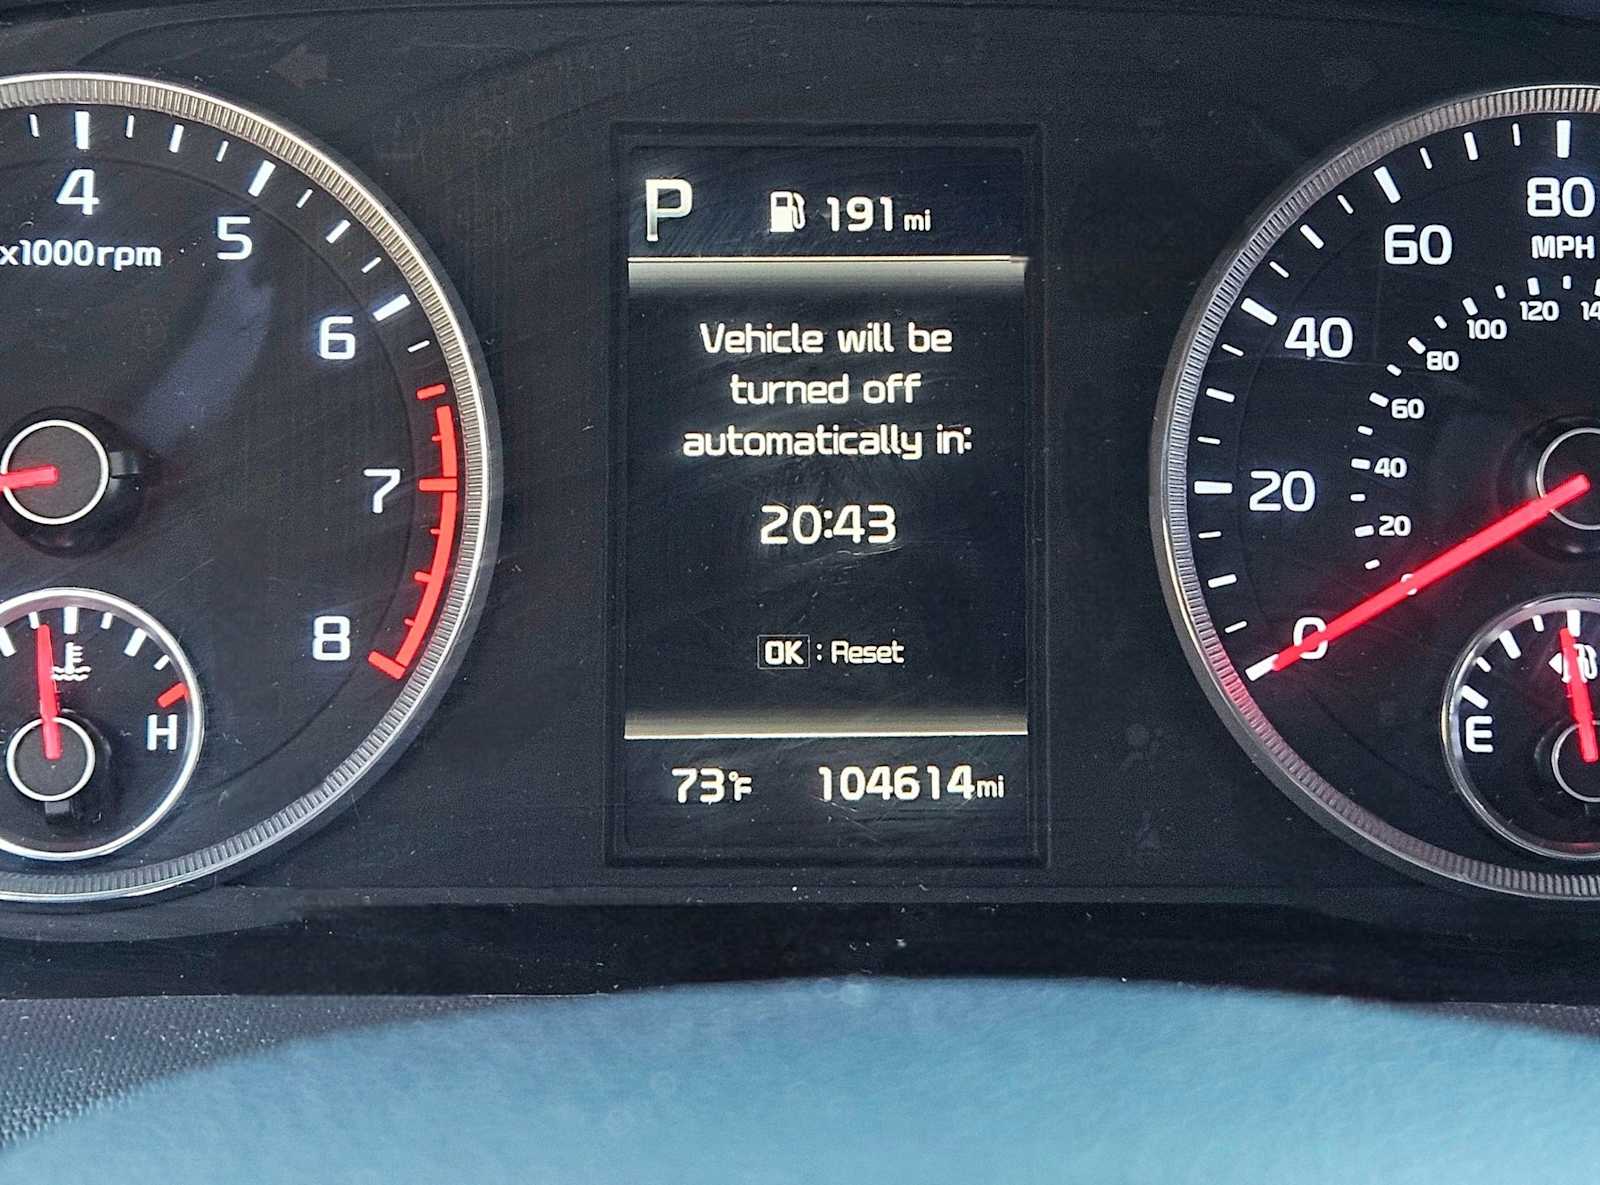 4
5
x1000rpm
6
7
8
H
P 191 mi
Vehicle will be
turned off
automatically in:
20:43
OK : Reset
73°F 104614mi
80
MPH
60
40
20
0
120
100
80
60
40
20
E